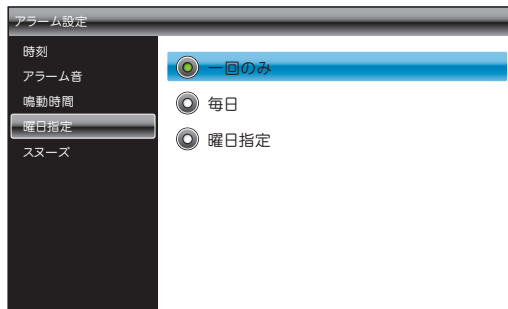 アラーム設定
時刻
アラーム音
鳴動時間
曜日指定
スヌーズ
一回のみ
毎日
曜日指定